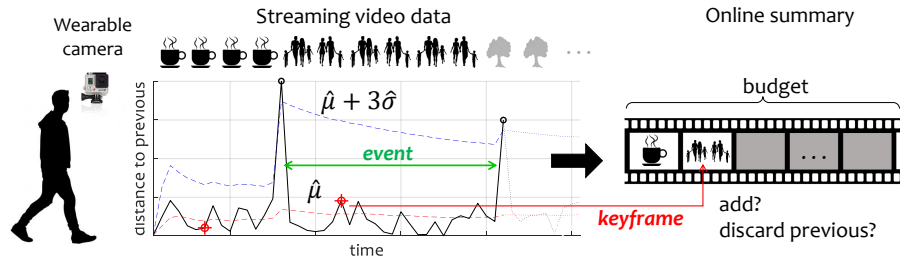 Wearable
camera
Streaming video data
Online summary
...
distance to previous
μ̂ + 3σ̂
event
μ̂
time
budget
...
keyframe
add?
discard previous?